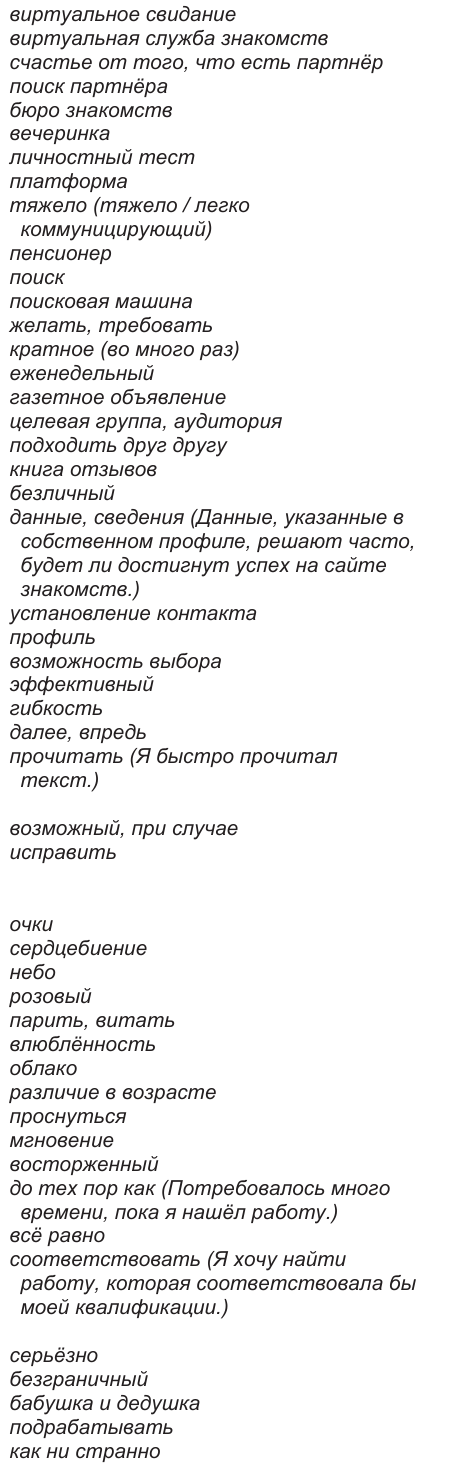 виртуальное свидание
виртуальная служба знакомств
счастье от того, что есть партнёр
поиск партнёра
бюро знакомств
вечеринка
личностный тест
платформа
тяжело (тяжело / легко
коммуницирующий)
пенсионер
поиск
поисковая машина
желать, требовать
кратное (во много раз)
еженедельный
газетное объявление
целевая группа, аудитория
подходить друг другу
книга отзывов
безличный
данные, сведения (Данные, указанные в
собственном профиле, решают часто,
будет ли достигнут успех на сайте
знакомств.)
установление контакта
профиль
возможность выбора
эффективный
гибкость
далее, впредь
прочитать (Я быстро прочитал
текст.)
возможный, при случае
исправить
очки
сердцебиение
небо
розовый
парить, витать
влюблённость
облако
различие в возрасте
проснуться
мгновение
восторженный
до тех пор как (Потребовалось много
времени, пока я нашёл работу.)
всё равно
соответствовать (Я хочу найти
работу, которая соответствовала бы
моей квалификации.)
серьёзно
безграничный
бабушка и дедушка
подрабатывать
как ни странно